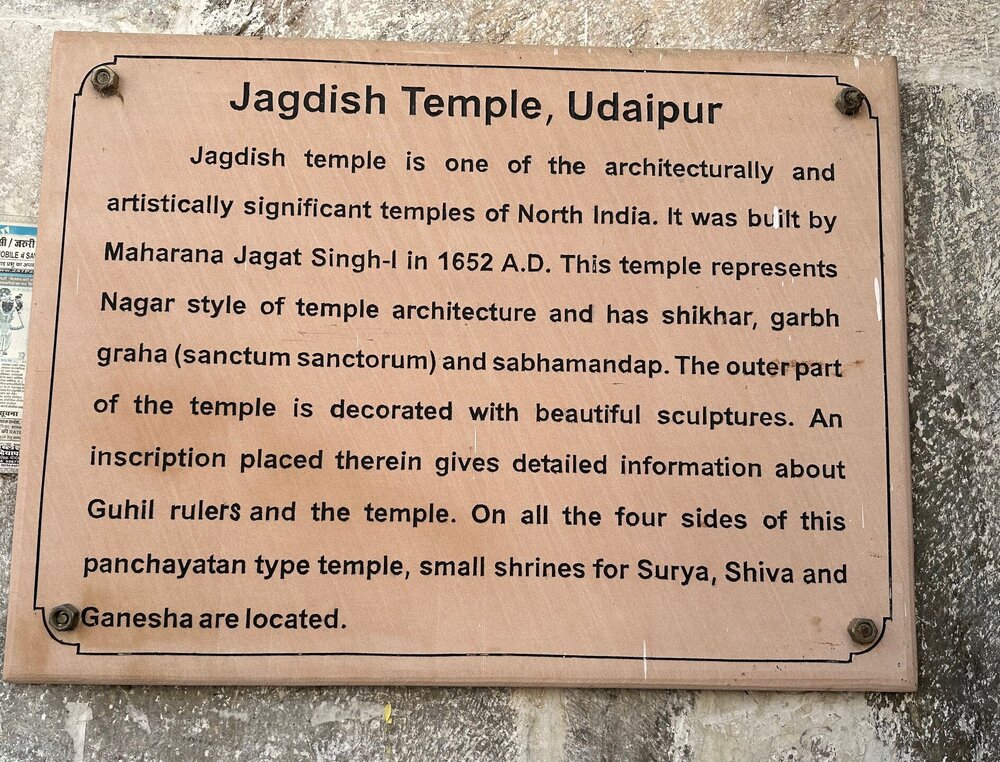 Jagdish Temple, Udaipur
Jagdish temple is one of the architecturally and
artistically significant temples of North India. It was built by
Maharana Jagat Singh-I in 1652 A.D. This temple represents
Nagar style of temple architecture and has shikhar, garbh
graha (sanctum sanctorum) and sabhamandap. The outer part
of the temple is decorated with beautiful sculptures. An
inscription placed therein gives detailed information about
Guhil rulers and the temple. On all the four sides of this
panchayatan type temple, small shrines for Surya, Shiva and
Ganesha are located.